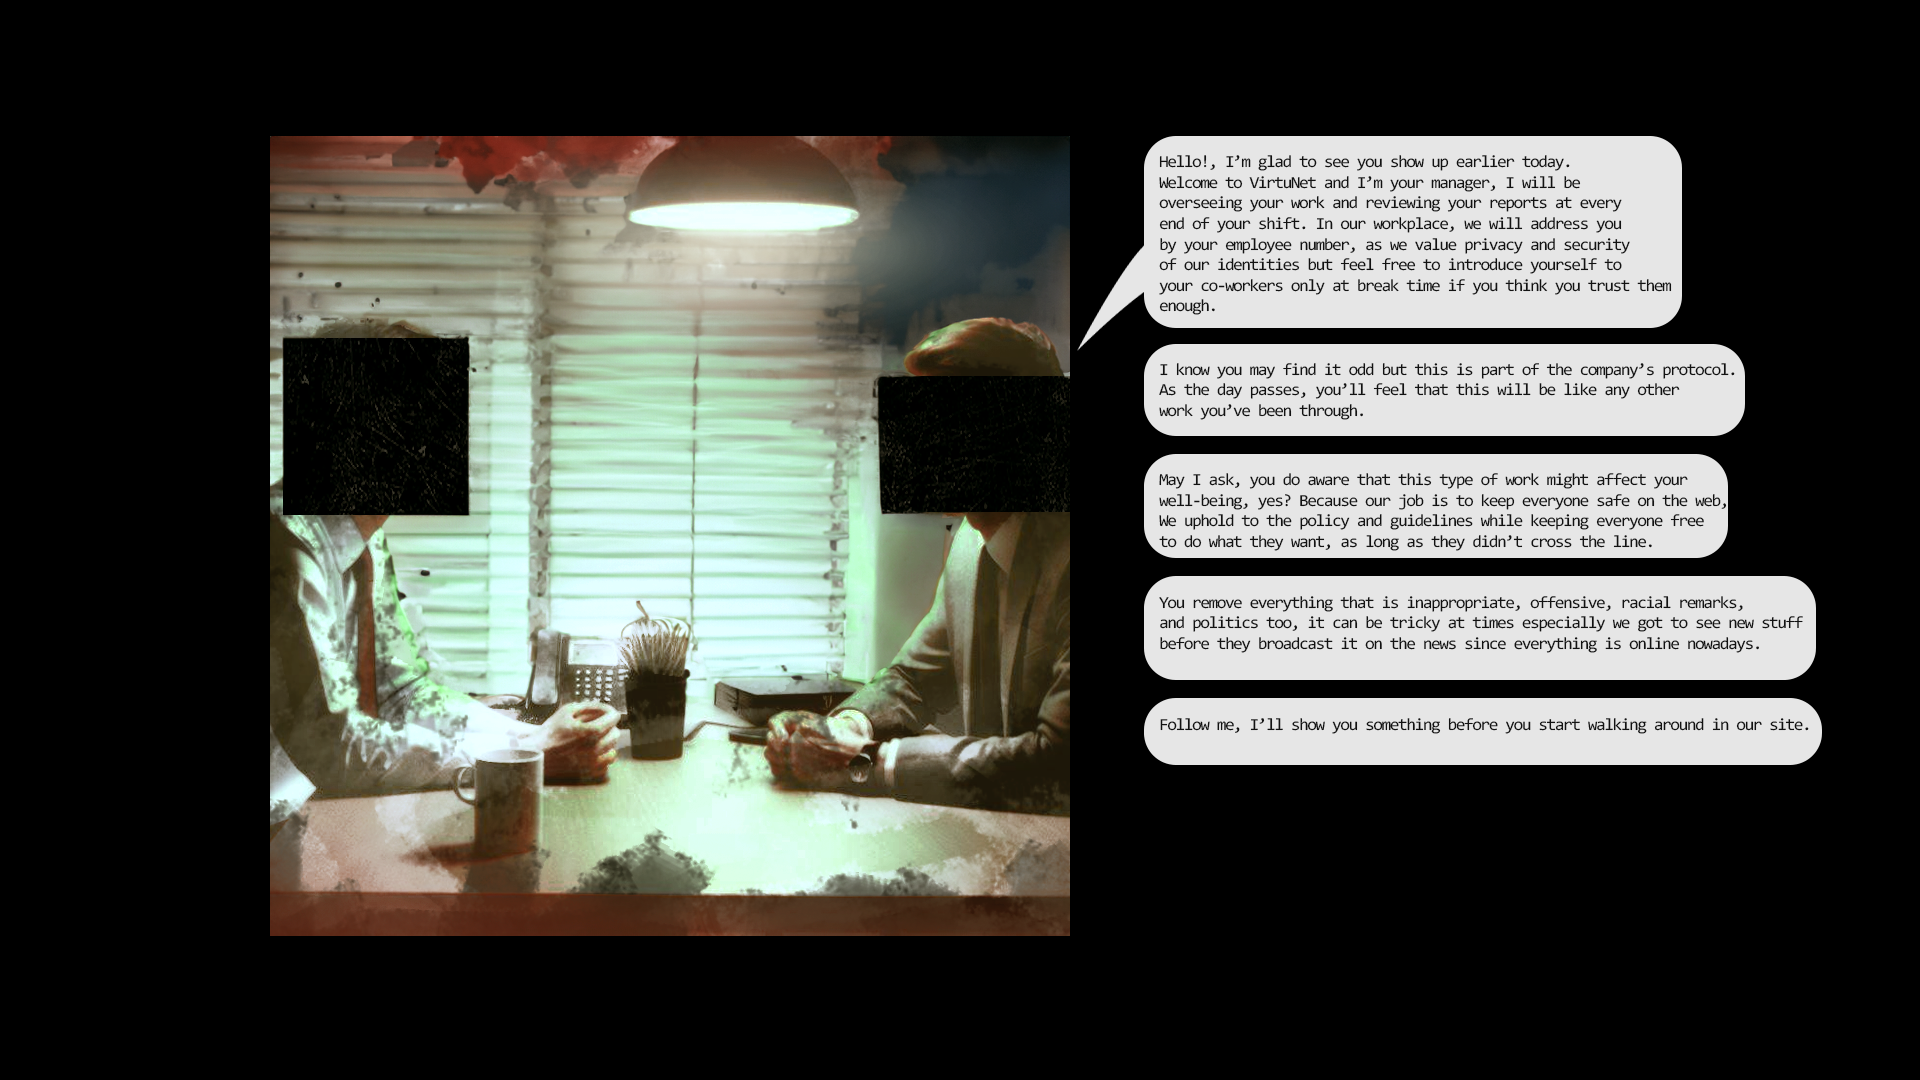 Hello!, I’m glad to see you show up earlier today.
Welcome to VirtuNet and I’m your manager, I will be
overseeing your work and reviewing your reports at every
end of your shift. In our workplace, we will address you
by your employee number, as we value privacy and security
of our identities but feel free to introduce yourself to
your co-workers only at break time if you think you trust them
enough.
I know you may find it odd but this is part of the company’s protocol.
As the day passes, you’ll feel that this will be like any other
work you’ve been through.
May I ask, you do aware that this type of work might affect your
well-being, yes? Because our job is to keep everyone safe on the web,
We uphold to the policy and guidelines while keeping everyone free
to do what they want, as long as they didn’t cross the line.
You remove everything that is inappropriate, offensive, racial remarks,
and politics too, it can be tricky at times especially we got to see new stuff
before they broadcast it on the news since everything is online nowadays.
Follow me, I’ll show you something before you start walking around in our site.